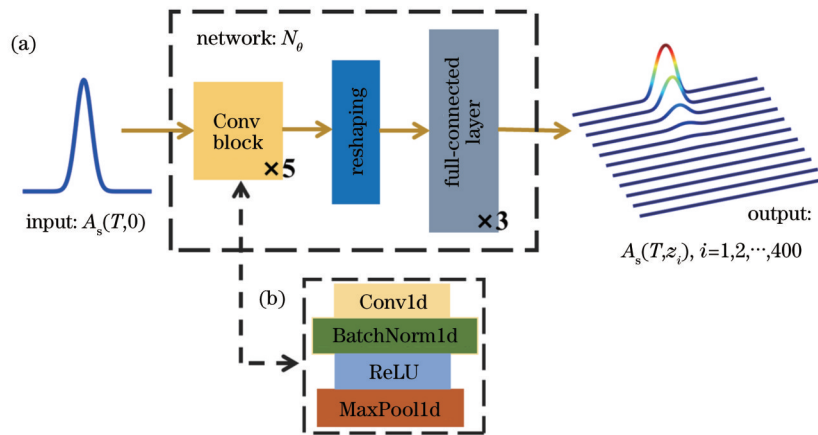 (a)
network: N_θ
Conv
block
×5
reshaping
full-connected
layer
×3
input: A_s(T,0)
output:
A_s(T,z_i), i=1,2,⋯,400
(b)
Conv1d
BatchNorm1d
ReLU
MaxPool1d